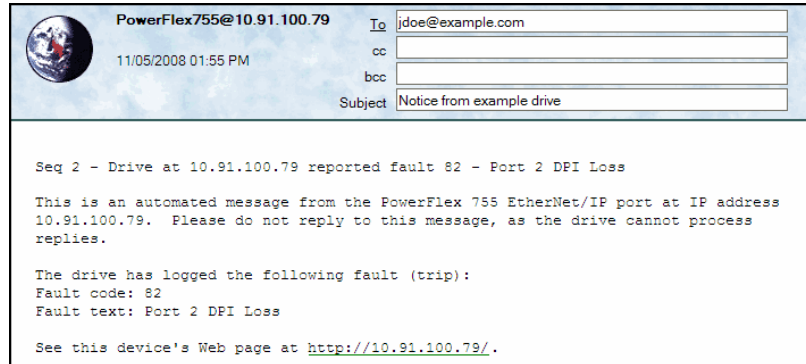 PowerFlex755@10.91.100.79
11/05/2008 01:55 PM
To jdoe@example.com
cc
bcc
Subject Notice from example drive
Seq 2 - Drive at 10.91.100.79 reported fault 82 - Port 2 DPI Loss
This is an automated message from the PowerFlex 755 EtherNet/IP port at IP address
10.91.100.79.  Please do not reply to this message, as the drive cannot process
replies.
The drive has logged the following fault (trip):
Fault code: 82
Fault text: Port 2 DPI Loss
See this device's Web page at http://10.91.100.79/.